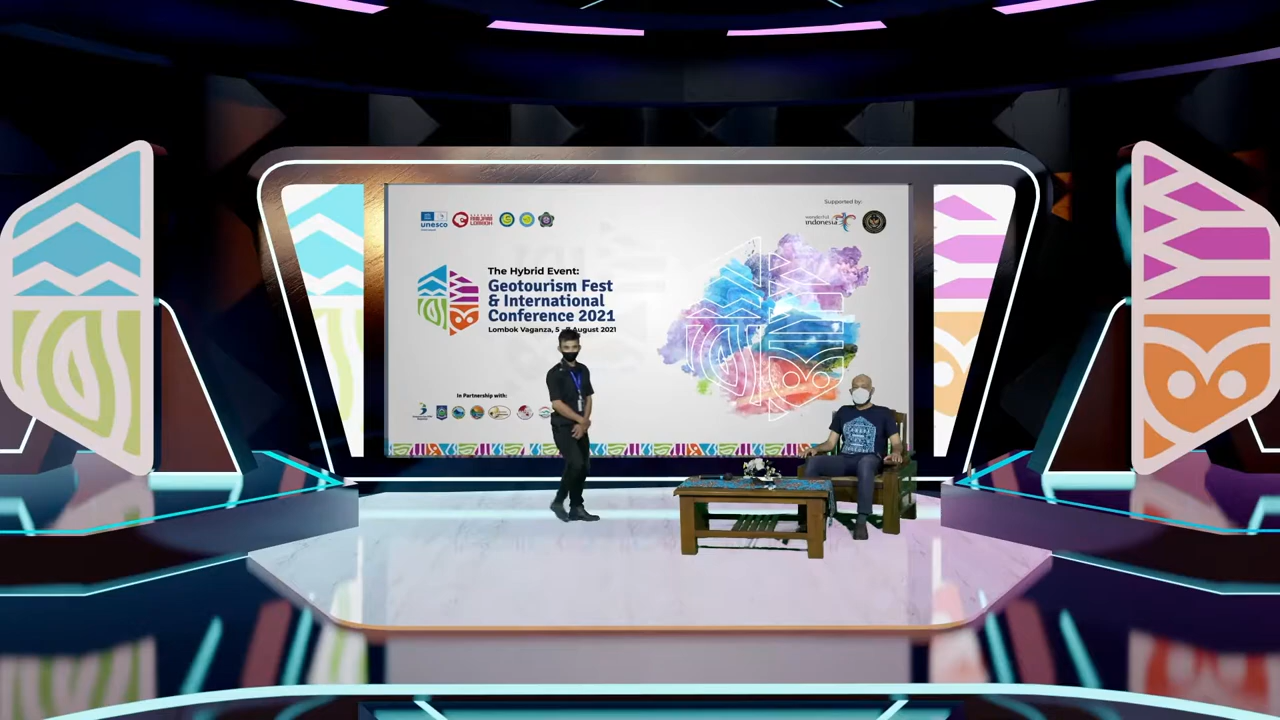 Supported by:
unesco
wonderful
indonesia
The Hybrid Event:
Geotourism Fest
& International
Conference 2021
Lombok Vaganza, 5 - August 2021
In Partnership with: